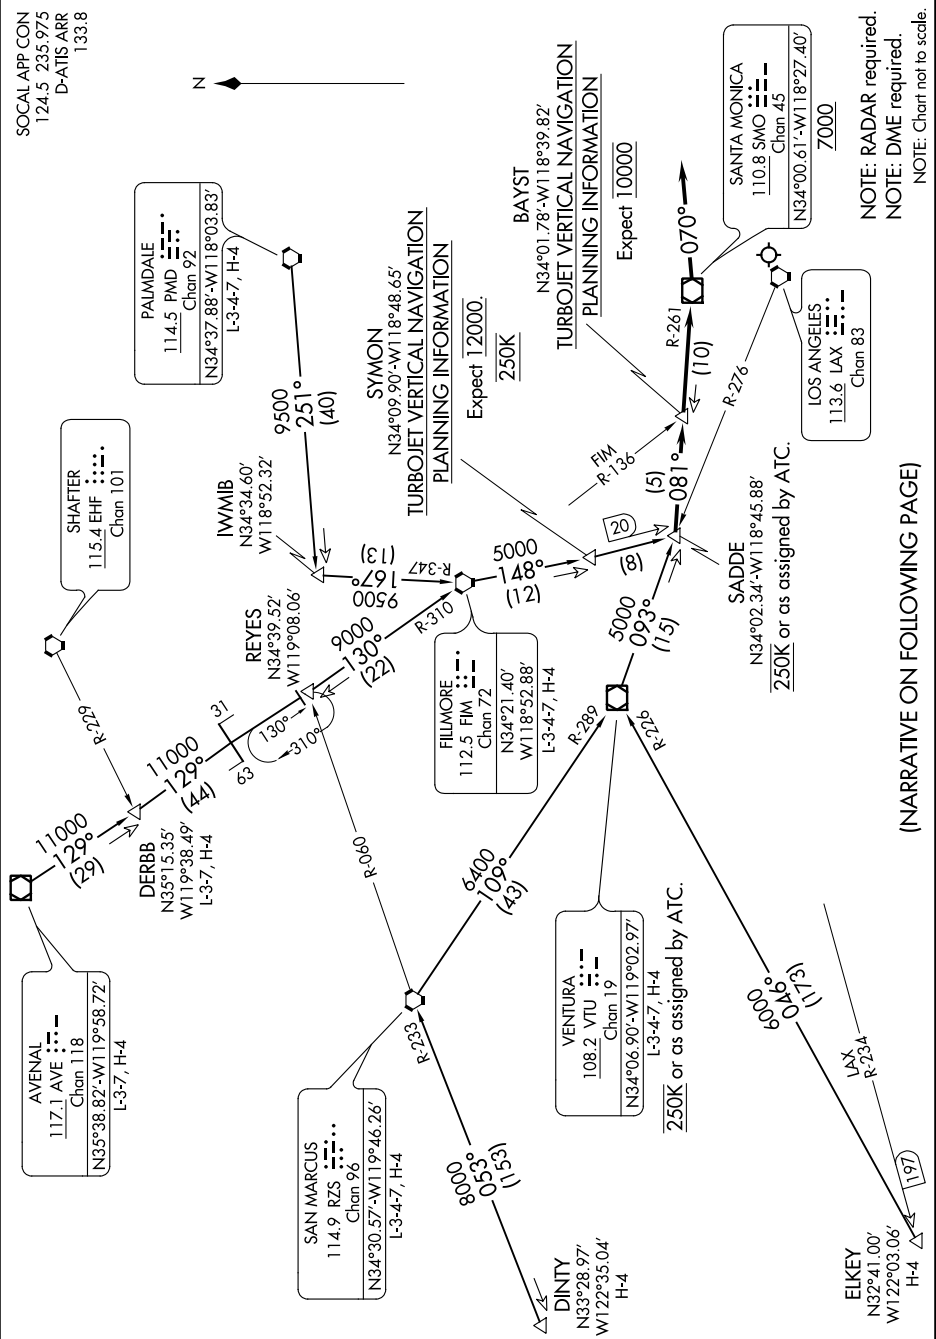 SOCAL APP CON
124.5 235.975
D-ATIS ARR
133.8
N
PALMDALE
114.5 PMD
Chan 92
N34°37.88′-W118°03.83′
L-3-4-7, H-4
SHAFTER
115.4 EHF
Chan 101
9500
251°
(40)
IWMIB
N34°34.60′
W118°52.32′
SYMON
N34°09.90′-W118°48.65′
TURBOJET VERTICAL NAVIGATION
PLANNING INFORMATION
Expect 12000.
250K
BAYST
N34°01.78′-W118°39.82′
TURBOJET VERTICAL NAVIGATION
PLANNING INFORMATION
Expect 10000
SANTA MONICA
110.8 SMO
Chan 45
N34°00.61′-W118°27.40′
7000
070°
NOTE: RADAR required.
NOTE: DME required.
NOTE: Chart not to scale.
R-261
(10)
R-276
LOS ANGELES
113.6 LAX
Chan 83
FIM
R-136
(5)
081°
20
(8)
5000
148°
(12)
9500
167°
(13)
R-347
REYES
N34°39.52′
W119°08.06′
9000
130°
(22)
R-310
FILLMORE
112.5 FIM
Chan 72
N34°21.40′
W118°52.88′
L-3-4-7, H-4
SADDE
N34°02.34′-W118°45.88′
250K or as assigned by ATC.
5000
093°
(15)
R-229
31
63
130°
310°
11000
129°
(44)
11000
129°
(29)
DERBB
N35°15.35′
W119°38.49′
L-3-7, H-4
AVENAL
117.1 AVE
Chan 118
N35°38.82′-W119°58.72′
L-3-7, H-4
R-060
R-289
R-226
6400
109°
(43)
VENTURA
108.2 VTU
Chan 19
N34°06.90′-W119°02.97′
L-3-4-7, H-4
250K or as assigned by ATC.
SAN MARCUS
114.9 RZS
Chan 96
N34°30.57′-W119°46.26′
L-3-4-7, H-4
R-233
8000
053°
(153)
DINTY
N33°28.97′
W122°35.04′
H-4
6000
046°
(173)
LAX
R-234
197
ELKEY
N32°41.00′
W122°03.06′
H-4
(NARRATIVE ON FOLLOWING PAGE)